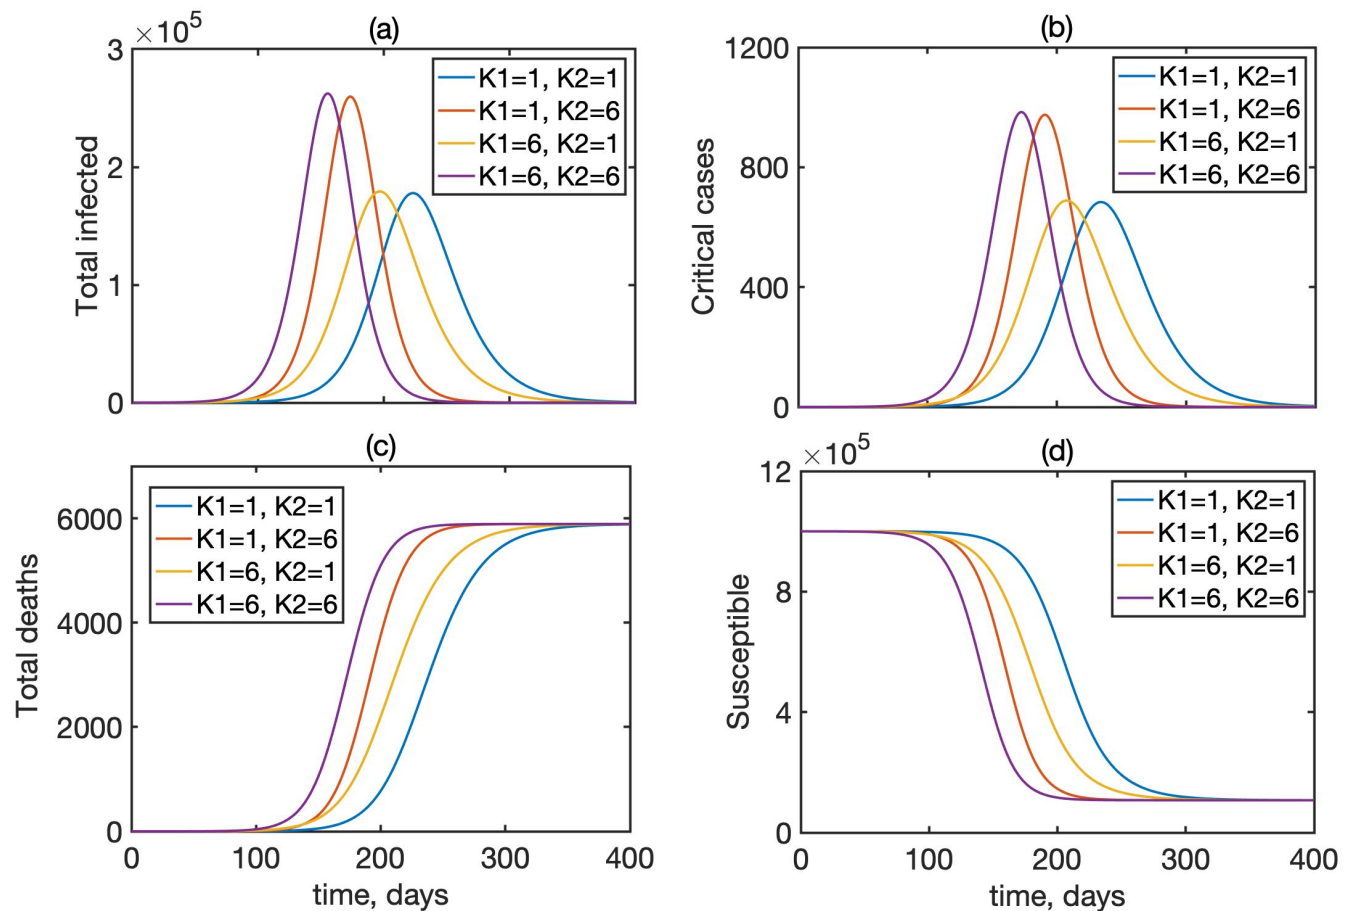 (a)
×10^5
3
2
1
0
Total infected
K1=1, K2=1
K1=1, K2=6
K1=6, K2=1
K1=6, K2=6
(b)
1200
800
400
0
Critical cases
K1=1, K2=1
K1=1, K2=6
K1=6, K2=1
K1=6, K2=6
(c)
6000
4000
2000
0
Total deaths
K1=1, K2=1
K1=1, K2=6
K1=6, K2=1
K1=6, K2=6
0 100 200 300 400
time, days
(d)
×10^5
12
8
4
0
Susceptible
K1=1, K2=1
K1=1, K2=6
K1=6, K2=1
K1=6, K2=6
0 100 200 300 400
time, days